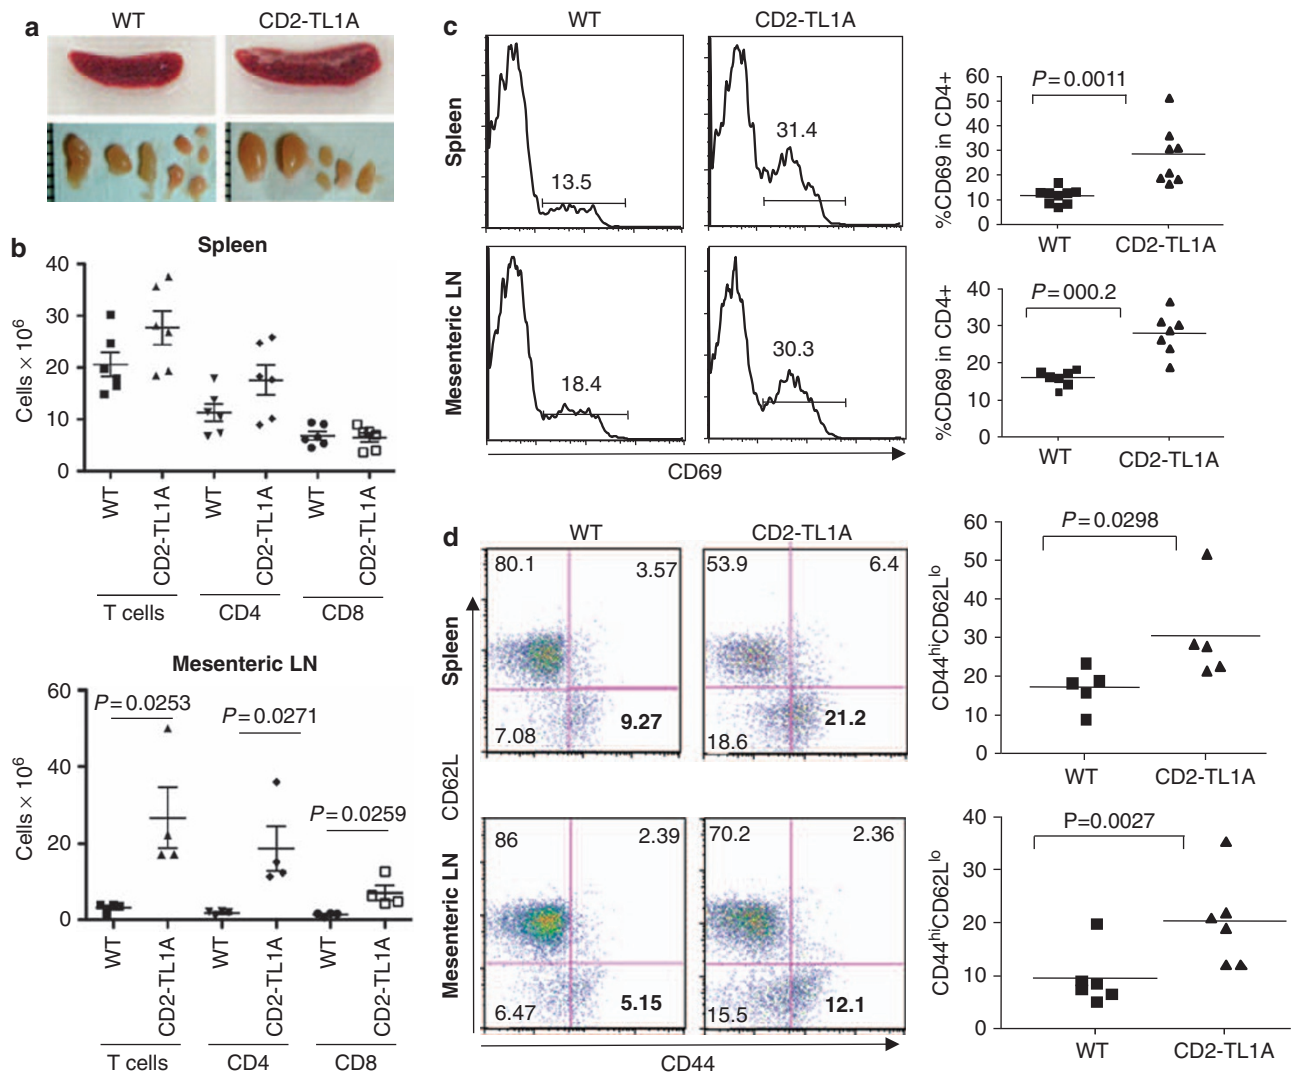 a
WT
CD2-TL1A
b
Spleen
Cells × 10⁶
40
30
20
10
0
WT
CD2-TL1A
WT
CD2-TL1A
WT
CD2-TL1A
T cells
CD4
CD8
Mesenteric LN
Cells × 10⁶
60
40
20
0
P = 0.0253
P = 0.0271
P = 0.0259
WT
CD2-TL1A
WT
CD2-TL1A
WT
CD2-TL1A
T cells
CD4
CD8
c
WT
CD2-TL1A
Spleen
13.5
31.4
Mesenteric LN
18.4
30.3
CD69
%CD69 in CD4+
60
50
40
30
20
10
0
P = 0.0011
WT
CD2-TL1A
%CD69 in CD4+
40
30
20
10
0
P = 000.2
WT
CD2-TL1A
d
WT
CD2-TL1A
Spleen
80.1
3.57
7.08
9.27
53.9
6.4
18.6
21.2
CD62L
Mesenteric LN
86
2.39
6.47
5.15
70.2
2.36
15.5
12.1
CD44
CD44ʰⁱCD62Lˡᵒ
60
50
40
30
20
10
0
P = 0.0298
WT
CD2-TL1A
CD44ʰⁱCD62Lˡᵒ
40
30
20
10
0
P=0.0027
WT
CD2-TL1A